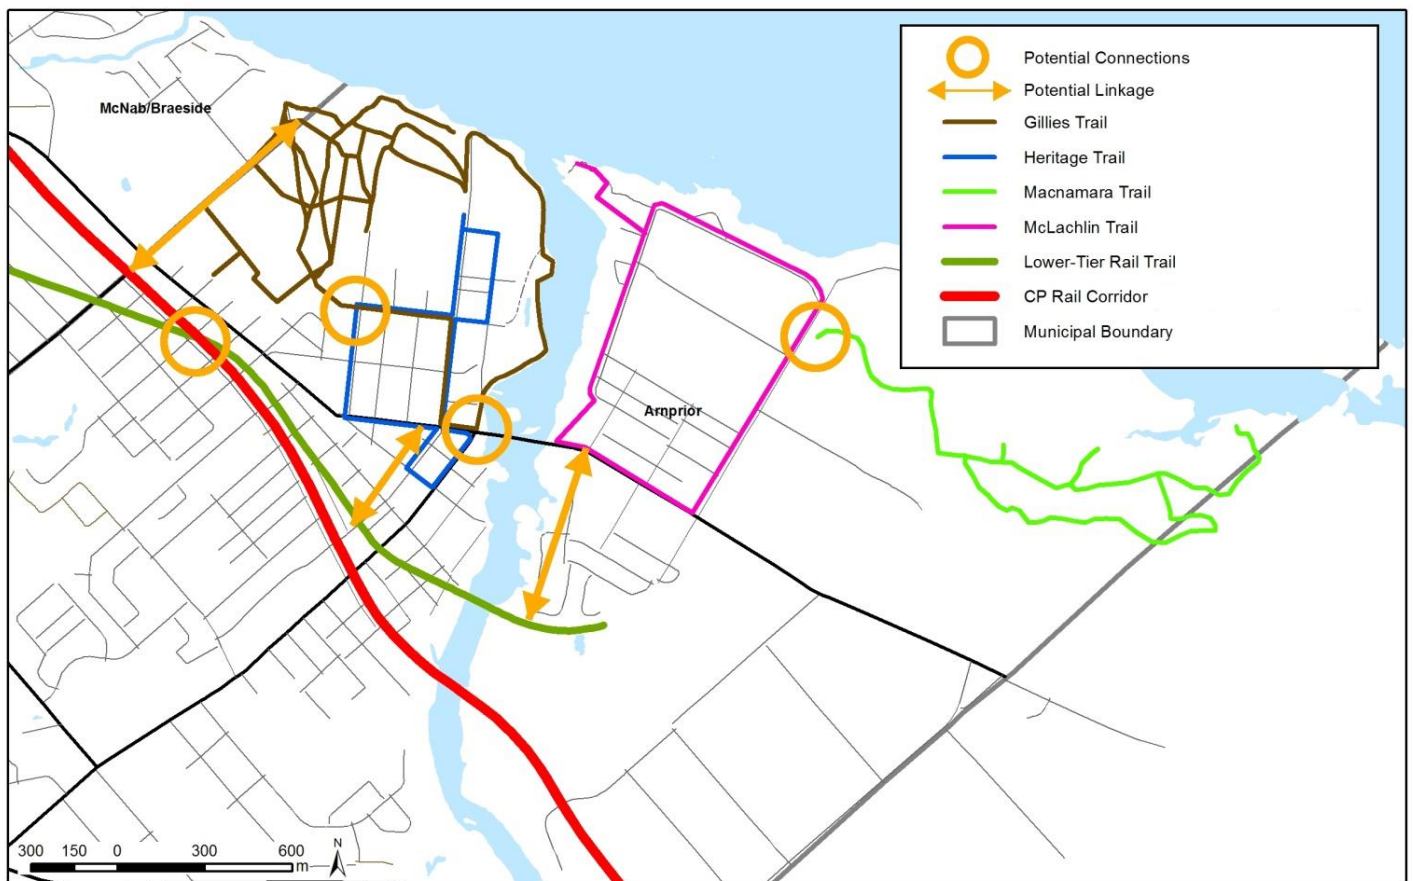 Potential Connections
Potential Linkage
Gillies Trail
Heritage Trail
Macnamara Trail
McLachlin Trail
Lower-Tier Rail Trail
CP Rail Corridor
Municipal Boundary
McNab/Braeside
Arnprior
300 150 0 300 600
m
N